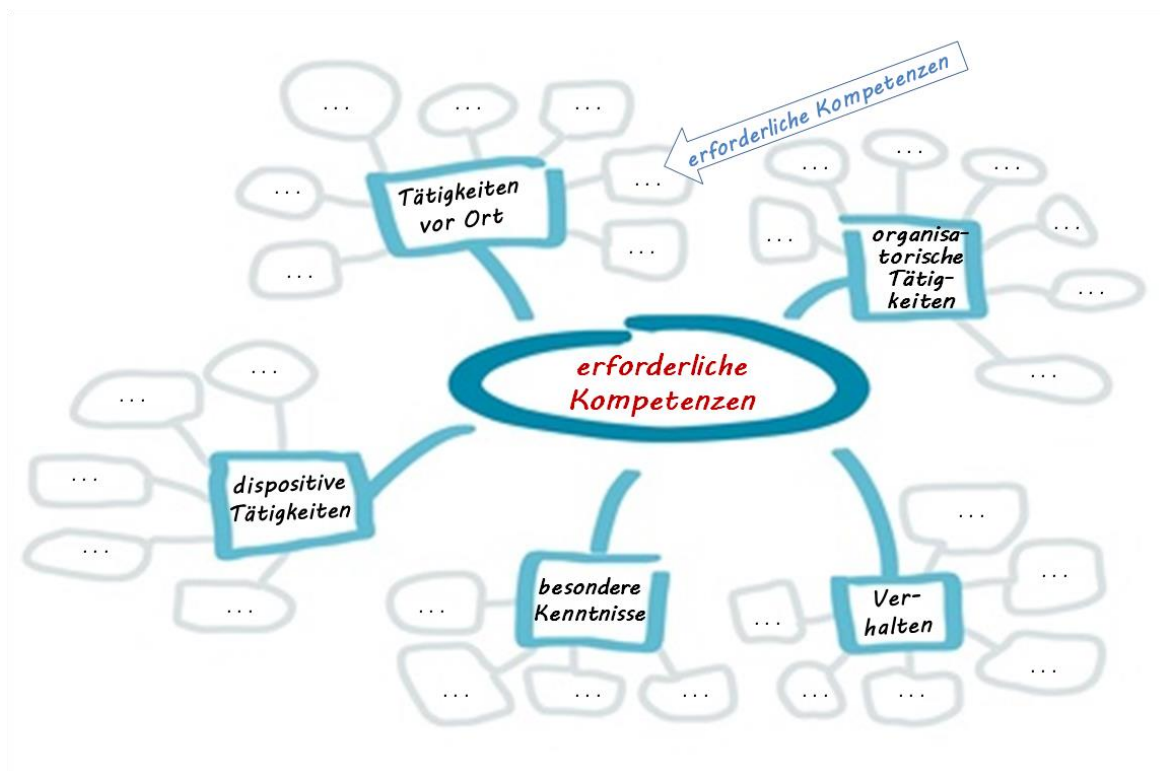 erforderliche Kompetenzen
...
...
...
...
...
...
...
Tätigkeiten
vor Ort
...
...
...
...
...
...
...
organisa-
torische
Tätig-
keiten
erforderliche
Kompetenzen
...
...
...
...
...
dispositive
Tätigkeiten
...
...
...
...
besondere
Kenntnisse
...
...
...
...
...
...
Ver-
halten